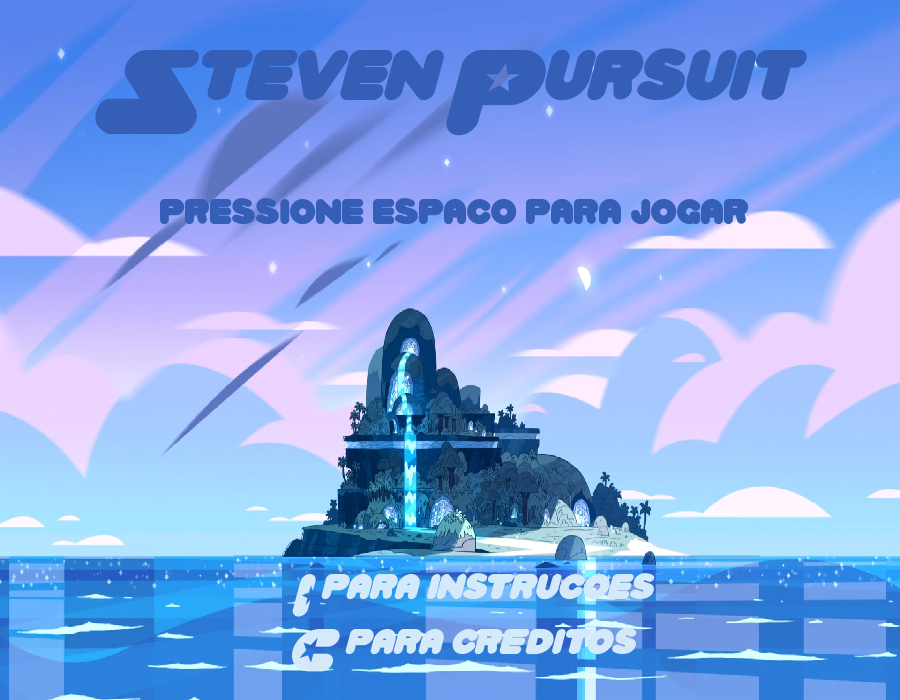 STEVEN PURSUIT
PRESSIONE ESPACO PARA JOGAR
I PARA INSTRUCOES
C PARA CREDITOS